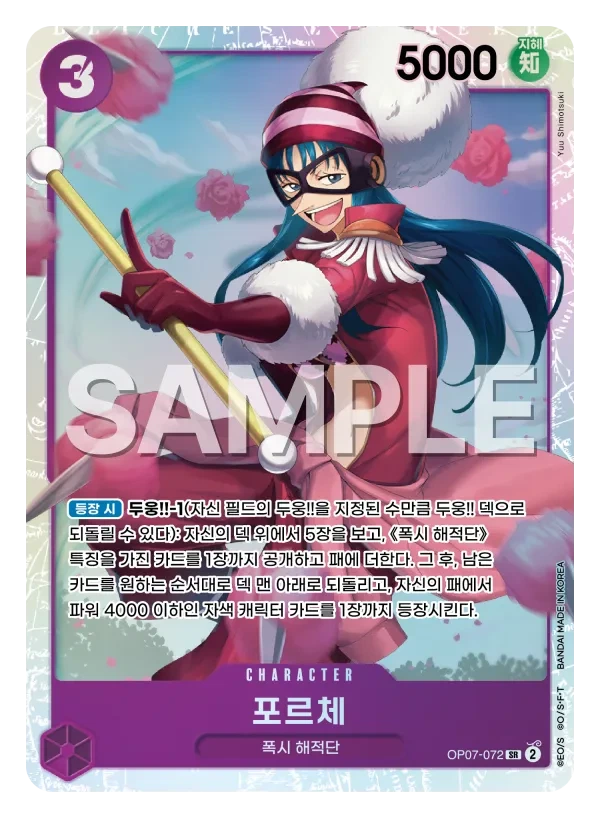 3
5000
지혜
知
Yuu Shimotsuki
SAMPLE
등장 시 두웅!!-1(자신 필드의 두웅!!을 지정된 수만큼 두웅!! 덱으로
되돌릴 수 있다): 자신의 덱 위에서 5장을 보고, 《폭시 해적단》
특징을 가진 카드를 1장까지 공개하고 패에 더한다. 그 후, 남은
카드를 원하는 순서대로 덱 맨 아래로 되돌리고, 자신의 패에서
파워 4000 이하인 자색 캐릭터 카드를 1장까지 등장시킨다.
CHARACTER
포르체
폭시 해적단
OP07-072 SR 2
©EO/S ©O/S·F·T BANDAI MADE IN KOREA